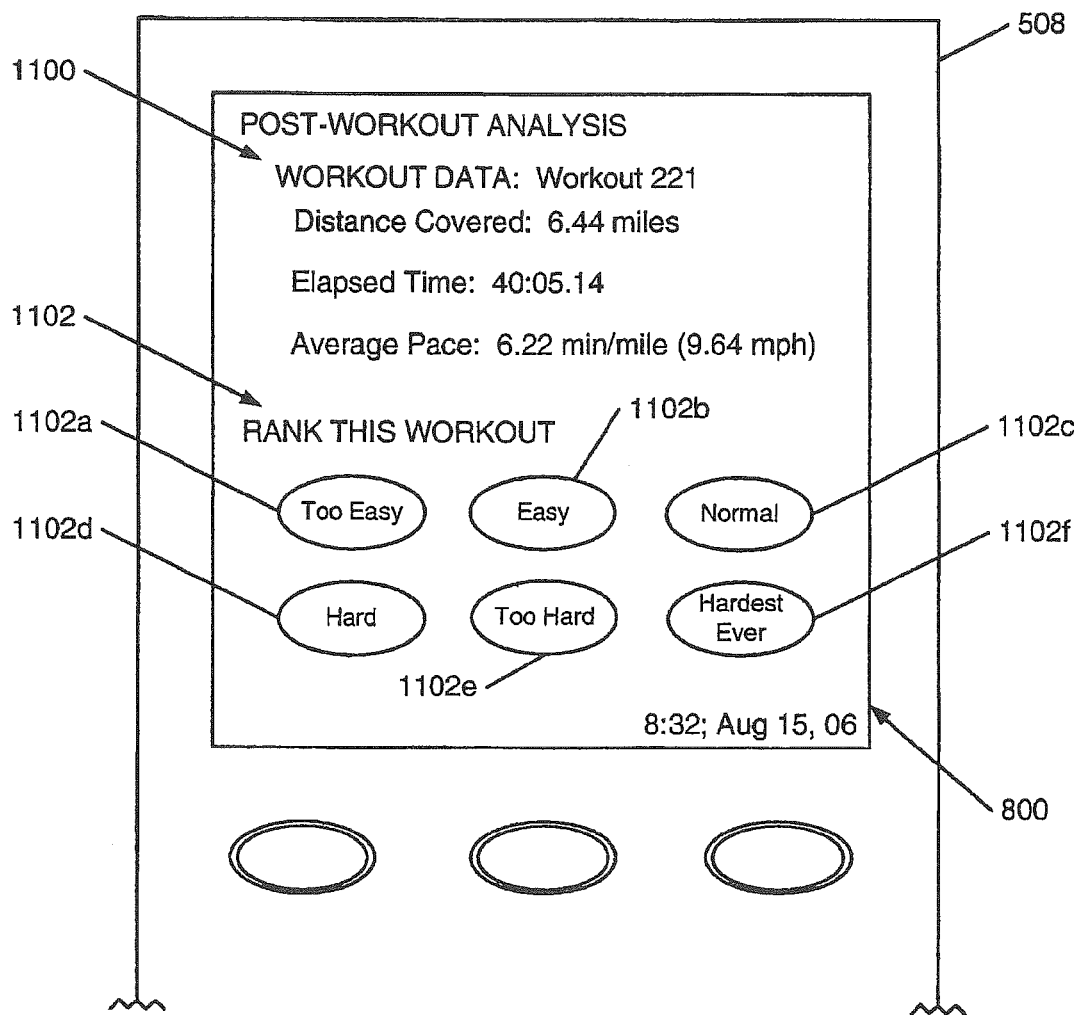 508
1100
POST-WORKOUT ANALYSIS
WORKOUT DATA: Workout 221
Distance Covered: 6.44 miles
Elapsed Time: 40:05.14
1102
Average Pace: 6.22 min/mile (9.64 mph)
1102a
1102b
RANK THIS WORKOUT
1102c
Too Easy
Easy
Normal
1102d
1102f
Hard
Too Hard
Hardest
Ever
1102e
8:32; Aug 15, 06
800